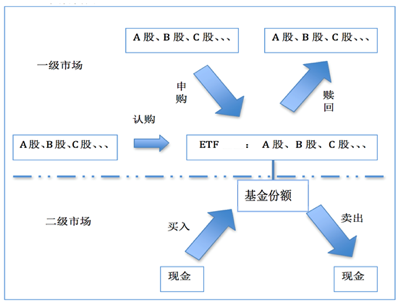 A股、B股、C股、、、
A股、B股、C股、、、
一级市场
申购
赎回
认购
A股、B股、C股、、、
ETF ： A股、B股、C股、、、
基金份额
二级市场
买入
卖出
现金
现金